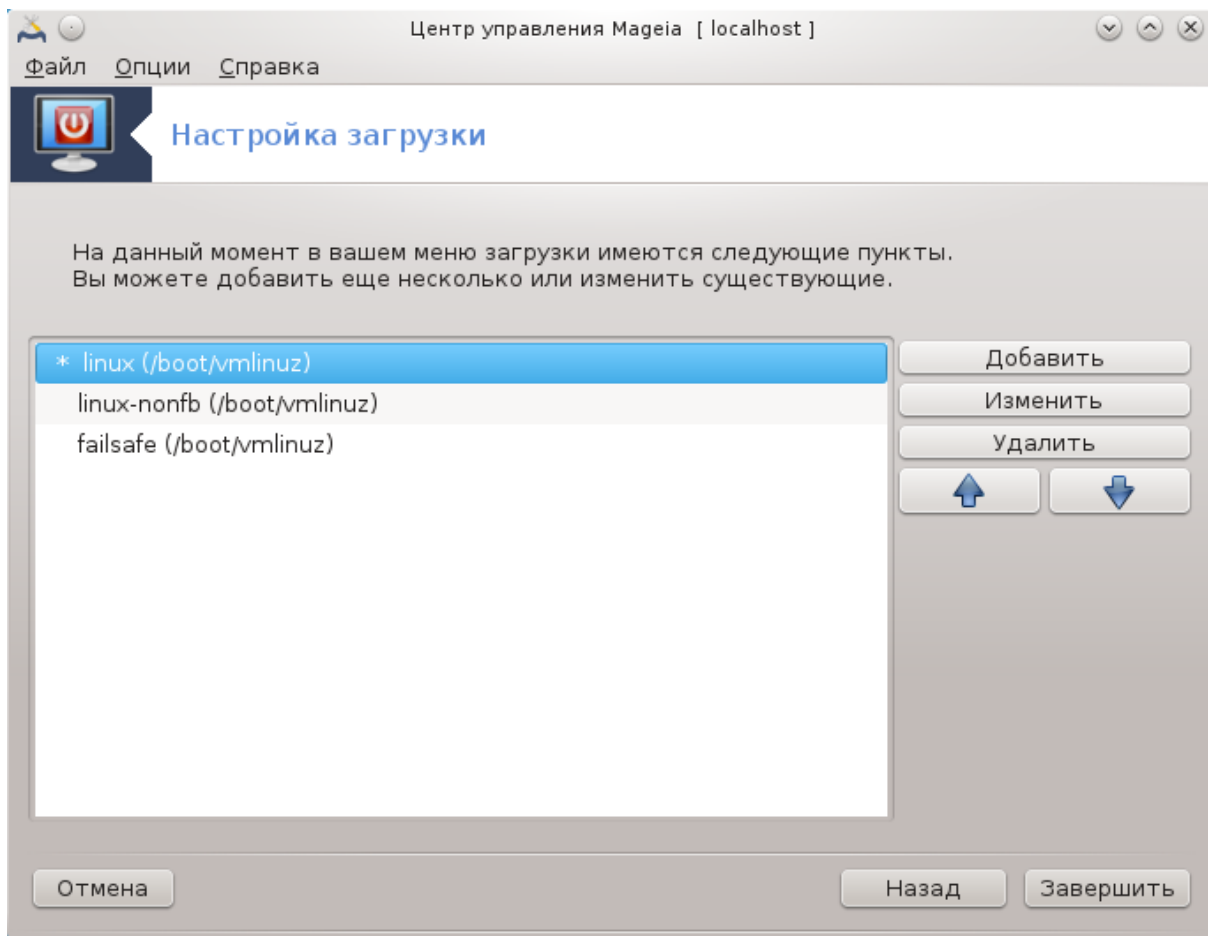 Центр управления Mageia [ localhost ]
Файл Опции Справка
Настройка загрузки
На данный момент в вашем меню загрузки имеются следующие пункты.
Вы можете добавить еще несколько или изменить существующие.
* linux (/boot/vmlinuz)
linux-nonfb (/boot/vmlinuz)
failsafe (/boot/vmlinuz)
Добавить
Изменить
Удалить
Отмена
Назад
Завершить